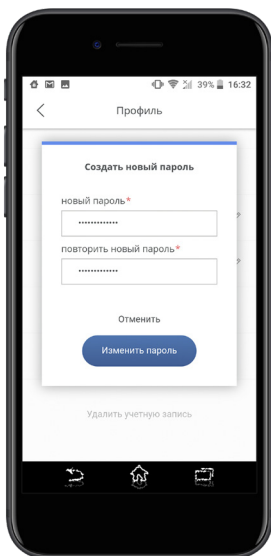 39% 16:32
Профиль
Создать новый пароль
новый пароль*
•••••••••••••
повторить новый пароль*
•••••••••••••
Отменить
Изменить пароль
Удалить учетную запись